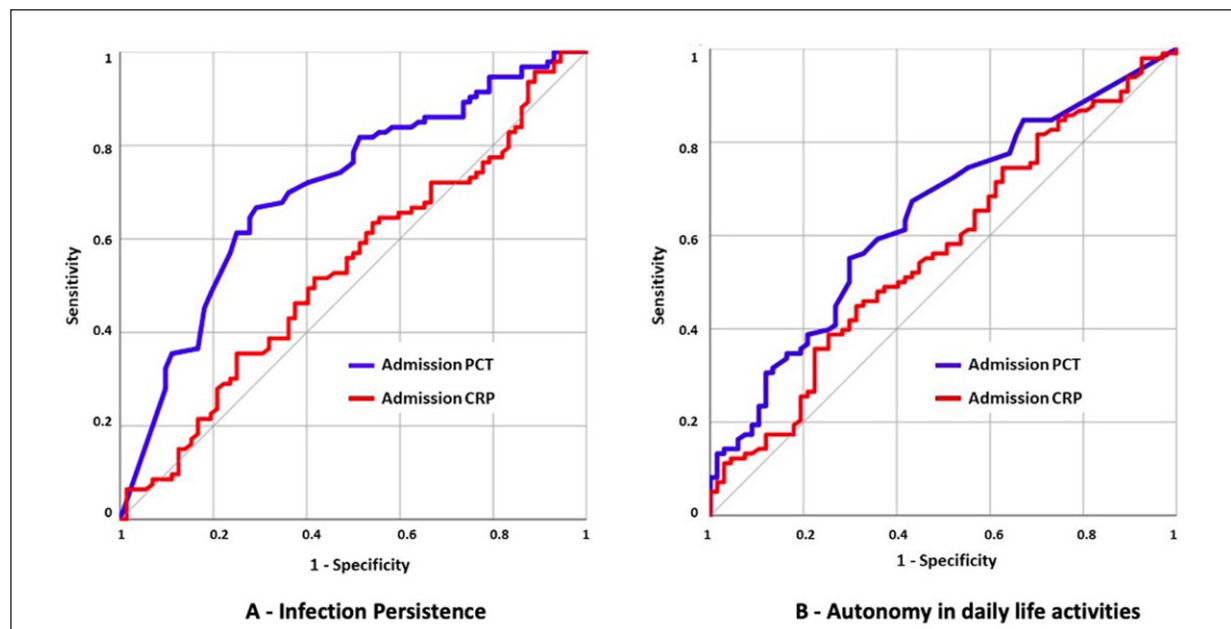 1
0.8
0.6
0.4
0.2
0
Sensitivity
Admission PCT
Admission CRP
1
0.2
0.4
0.6
0.8
1
1 - Specificity
A - Infection Persistence
1
0.8
0.6
0.4
0.2
0
Sensitivity
Admission PCT
Admission CRP
1
0.2
0.4
0.6
0.8
1
1 - Specificity
B - Autonomy in daily life activities